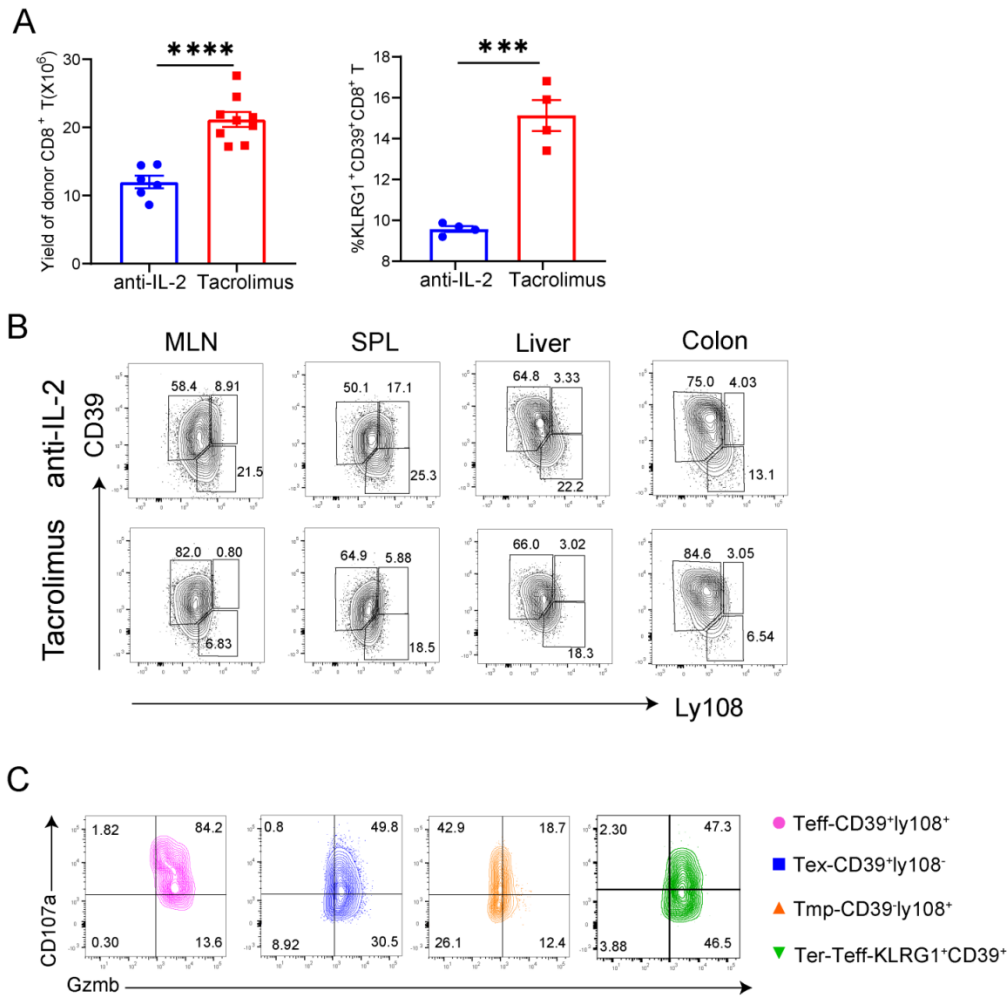 A
****
Yield of donor CD8+ T(X10^6)
30
20
10
0
anti-IL-2 Tacrolimus
***
%KLRG1+CD39+CD8+ T
18
16
14
12
10
8
anti-IL-2 Tacrolimus
B
MLN SPL Liver Colon
anti-IL-2
CD39
58.4 8.91
21.5
50.1 17.1
25.3
64.8 3.33
22.2
75.0 4.03
13.1
Tacrolimus
82.0 0.80
6.83
64.9 5.88
18.5
66.0 3.02
18.3
84.6 3.05
6.54
Ly108
C
CD107a
1.82 84.2
0.30 13.6
0.8 49.8
8.92 30.5
42.9 18.7
26.1 12.4
2.30 47.3
3.88 46.5
Gzmb
Teff-CD39+ly108+
Tex-CD39+ly108-
Tmp-CD39-ly108+
Ter-Teff-KLRG1+CD39+